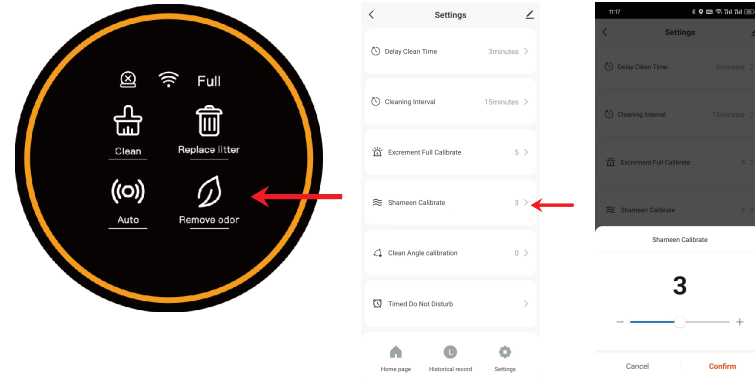 Full
Clean
Replace litter
Auto
Remove odor
Settings
Delay Clean Time 3minutes
Cleaning Interval 15minutes
Excrement Full Calibrate 5
Shameen Calibrate 3
Clean Angle calibration 0
Timed Do Not Disturb
Home page Historical record Settings
11:17
Settings
Delay Clean Time 3minutes
Cleaning Interval 15minutes
Excrement Full Calibrate 5
Shameen Calibrate 3
Shameen Calibrate
3
Cancel Confirm